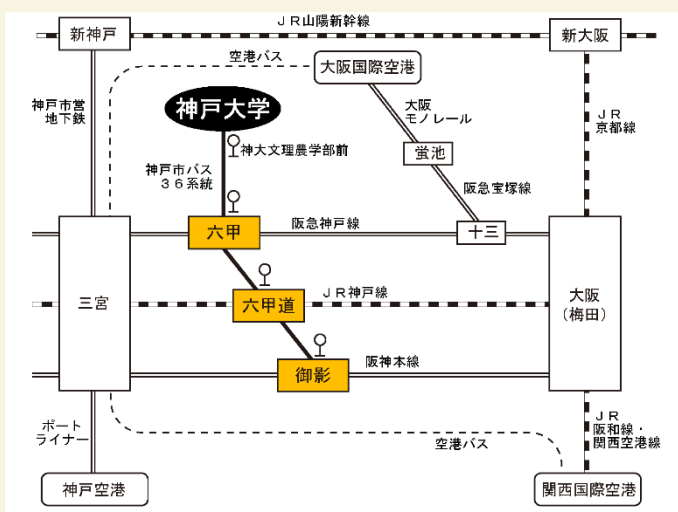 JR山陽新幹線
新神戸
新大阪
空港バス
大阪国際空港
神戸市営
地下鉄
神戸大学
大阪
モノレール
JR
京都線
神大文理農学部前
蛍池
神戸市バス
36系統
阪急宝塚線
六甲
阪急神戸線
十三
三宮
六甲道
JR神戸線
大阪
(梅田)
御影
阪神本線
ポート
ライナー
空港バス
JR
阪和線・
関西空港線
神戸空港
関西国際空港